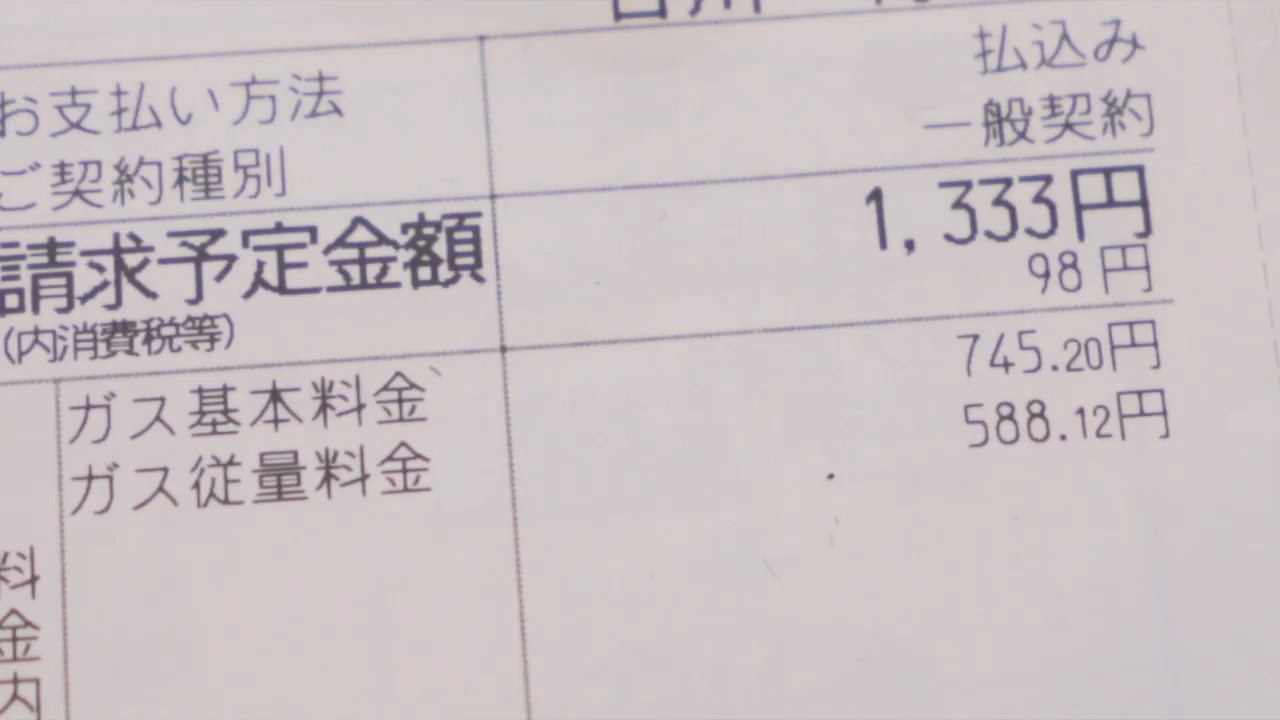 お支払い方法 払込み
ご契約種別 一般契約
請求予定金額 1,333円
(内消費税等) 98円
ガス基本料金 745.20円
ガス従量料金 588.12円
料
金
内